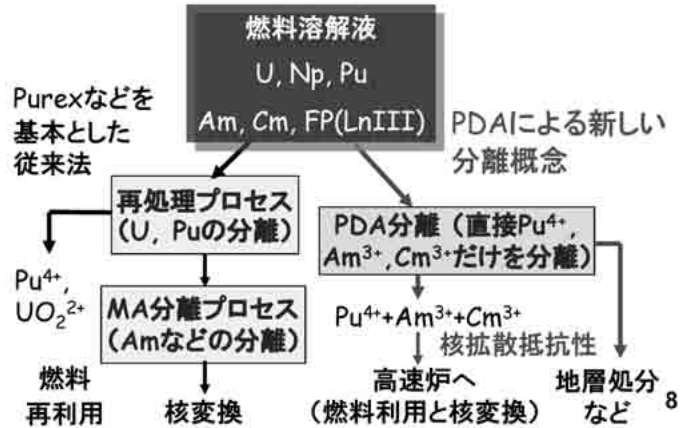 燃料溶解液
U, Np, Pu
Am, Cm, FP(LnIII)
Purexなどを
基本とした
従来法
PDAによる新しい
分離概念
再処理プロセス
(U, Puの分離)
PDA分離（直接Pu⁴⁺,
Am³⁺,Cm³⁺だけを分離）
Pu⁴⁺,
UO₂²⁺
MA分離プロセス
(Amなどの分離)
Pu⁴⁺+Am³⁺+Cm³⁺
核拡散抵抗性
燃料
再利用
核変換
高速炉へ
（燃料利用と核変換）
地層処分
など
8